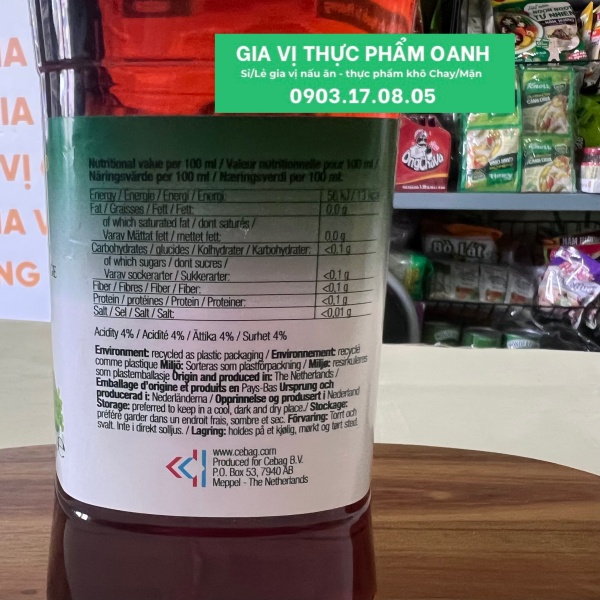 GIA VỊ THỰC PHẨM OANH
Sỉ/Lẻ gia vị nấu ăn - thực phẩm khô Chay/Mặn
0903.17.08.05
Nutritional value per 100 ml / Valeur nutritionnelle pour 100 ml /
Näringsvärde per 100 ml / Næringsverdi per 100 ml:
Energy / Energie / Energi / Energi:
Fat / Graisses / Fett / Fett: 0,0 g
of which saturated fat / dont saturés /
Varav Mättat fett / mettet fett: 0,0 g
Carbohydrates / glucides / Kolhydrater / Karbohydrater: <0,1 g
of which sugars / dont sucres /
Varav sockerarter / Sukkerarter: <0,1 g
Fiber / Fibres / Fiber / Fiber: <0,1 g
Protein / protéines / Protein / Proteiner: <0,1 g
Salt / Sel / Salt / Salt: <0,01 g
Acidity 4% / Acidité 4% / Ättika 4% / Surhet 4%
Environment: recycled as plastic packaging / Environnement: recyclé
comme plastique Miljö: Sorteras som plastförpackning / Miljø: resirkuleres
som plastemballasje Origin and produced in: The Netherlands /
Emballage d'origine et produits en Pays-Bas Ursprung och
producerad i: Nederländerna / Opprinnelse og produsert i Nederland
Storage: preferred to keep in a cool, dark and dry place./ Stockage:
préféré garder dans un endroit frais, sombre et sec. Förvaring: Torrt och
svalt. Inte i direkt solljus. / Lagring: holdes på et kjølig, mørkt og tørt sted.
www.cebag.com
Produced for Cebag B.V.
P.O. Box 53, 7940 AB
Meppel - The Netherlands
ÔngChàVà
Knorr